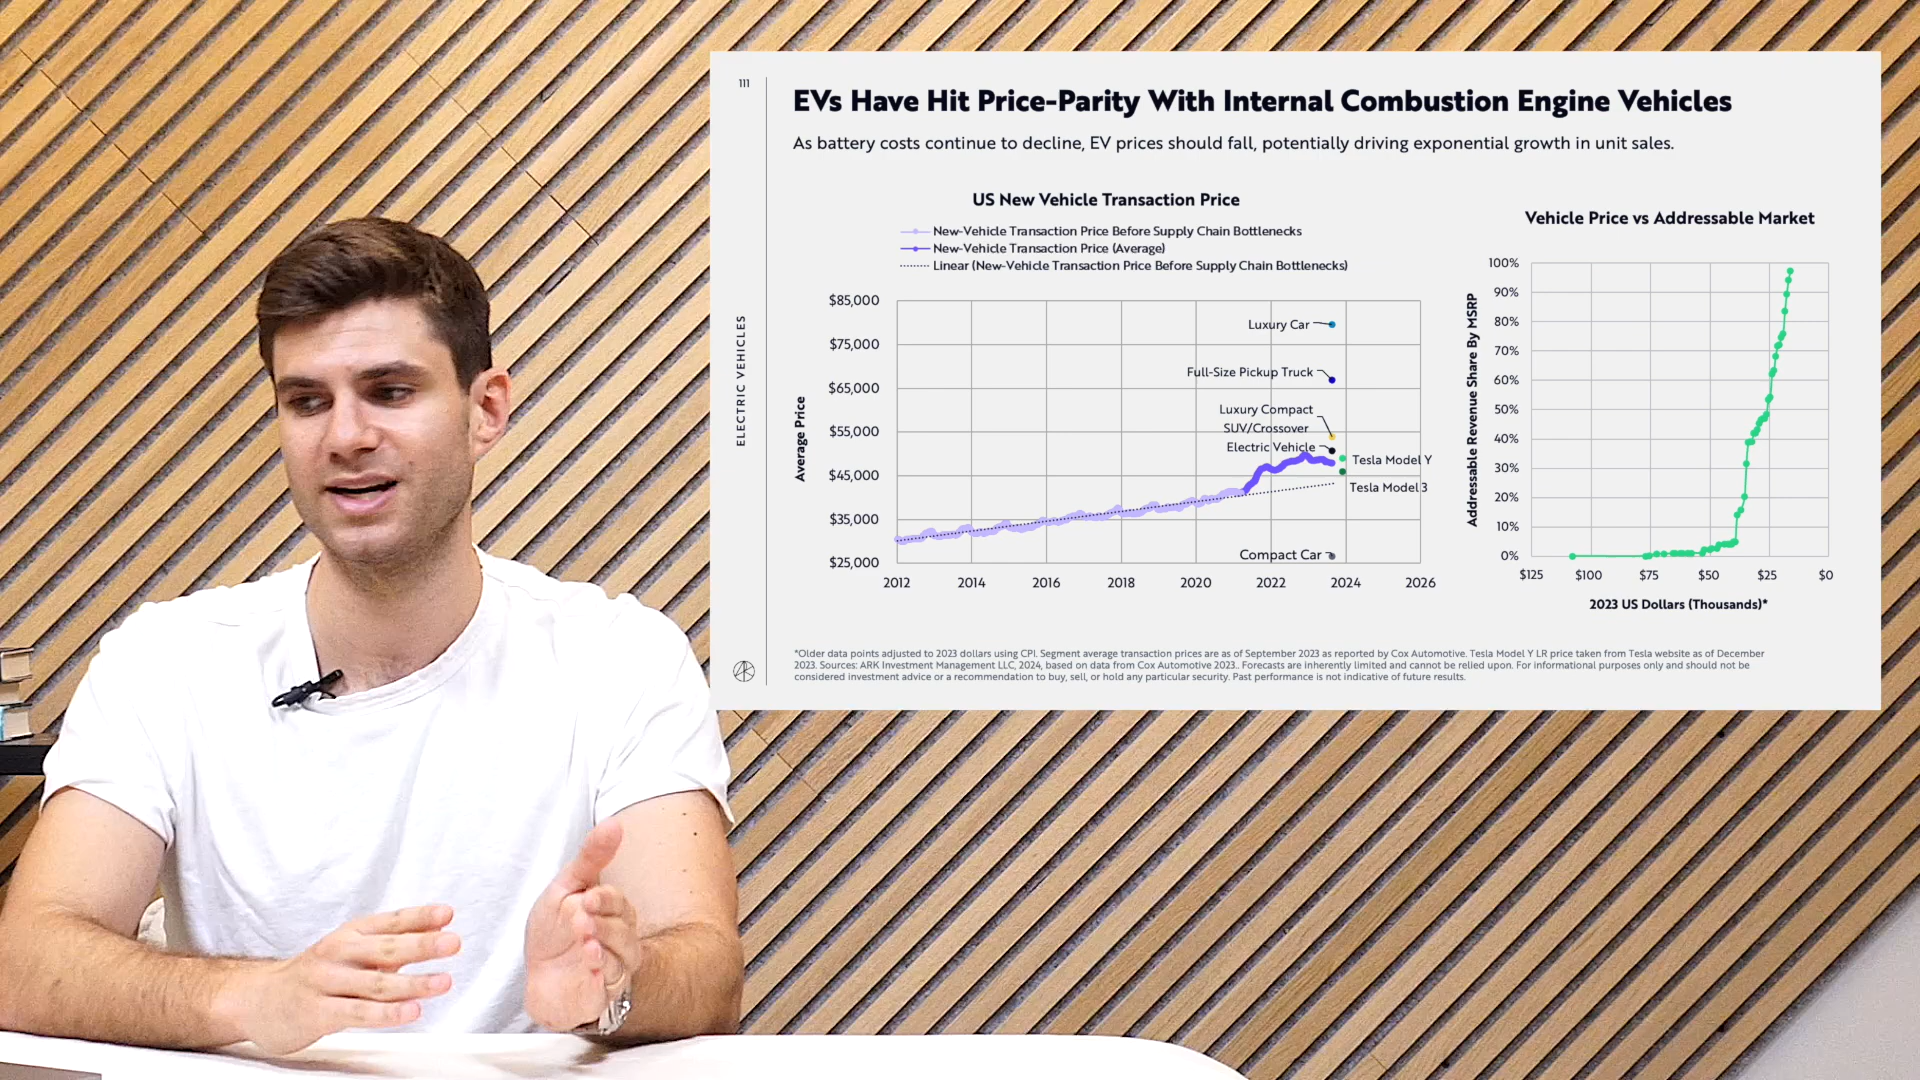 111
EVs Have Hit Price-Parity With Internal Combustion Engine Vehicles
As battery costs continue to decline, EV prices should fall, potentially driving exponential growth in unit sales.
ELECTRIC VEHICLES
US New Vehicle Transaction Price
New-Vehicle Transaction Price Before Supply Chain Bottlenecks
New-Vehicle Transaction Price (Average)
Linear (New-Vehicle Transaction Price Before Supply Chain Bottlenecks)
Average Price
$85,000
$75,000
$65,000
$55,000
$45,000
$35,000
$25,000
Luxury Car
Full-Size Pickup Truck
Luxury Compact
SUV/Crossover
Electric Vehicle
Tesla Model Y
Tesla Model 3
Compact Car
2012 2014 2016 2018 2020 2022 2024 2026
Vehicle Price vs Addressable Market
Addressable Revenue Share By MSRP
100%
90%
80%
70%
60%
50%
40%
30%
20%
10%
0%
$125 $100 $75 $50 $25 $0
2023 US Dollars (Thousands)*
*Older data points adjusted to 2023 dollars using CPI. Segment average transaction prices are as of September 2023 as reported by Cox Automotive. Tesla Model Y LR price taken from Tesla website as of December
2023. Sources: ARK Investment Management LLC, 2024, based on data from Cox Automotive 2023.. Forecasts are inherently limited and cannot be relied upon. For informational purposes only and should not be
considered investment advice or a recommendation to buy, sell, or hold any particular security. Past performance is not indicative of future results.